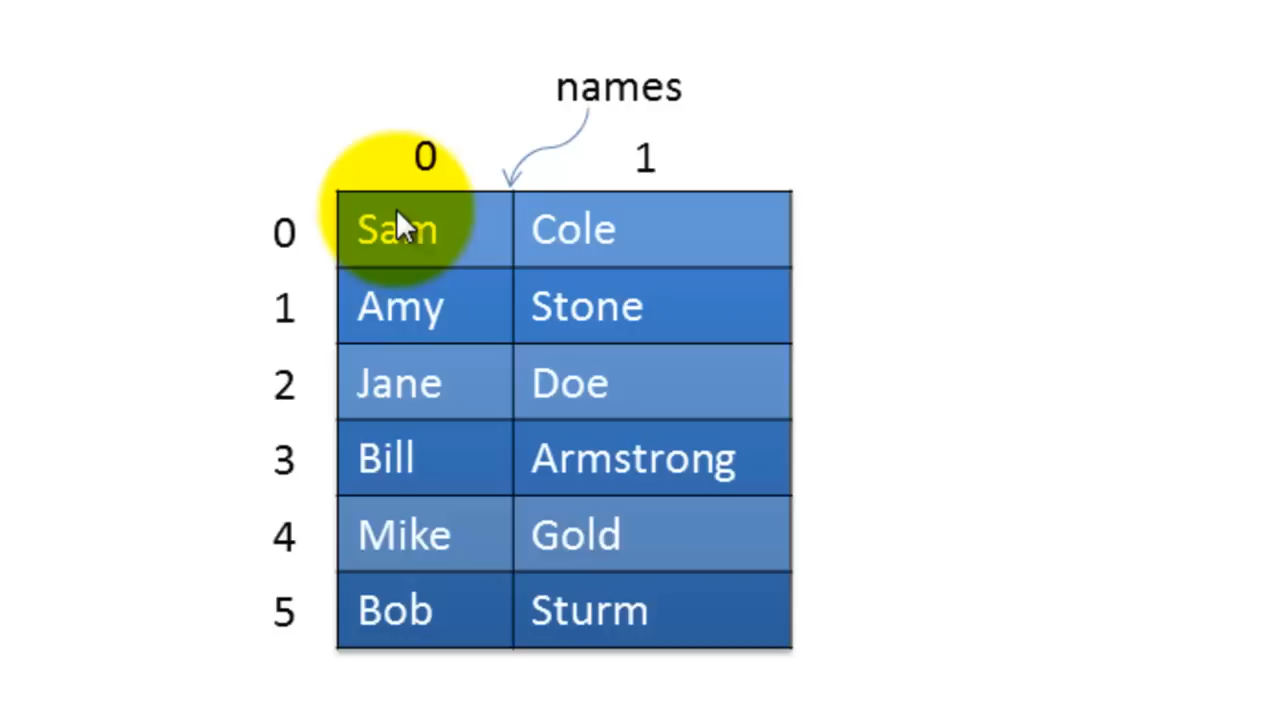 names
0 1
0 Sam Cole
1 Amy Stone
2 Jane Doe
3 Bill Armstrong
4 Mike Gold
5 Bob Sturm